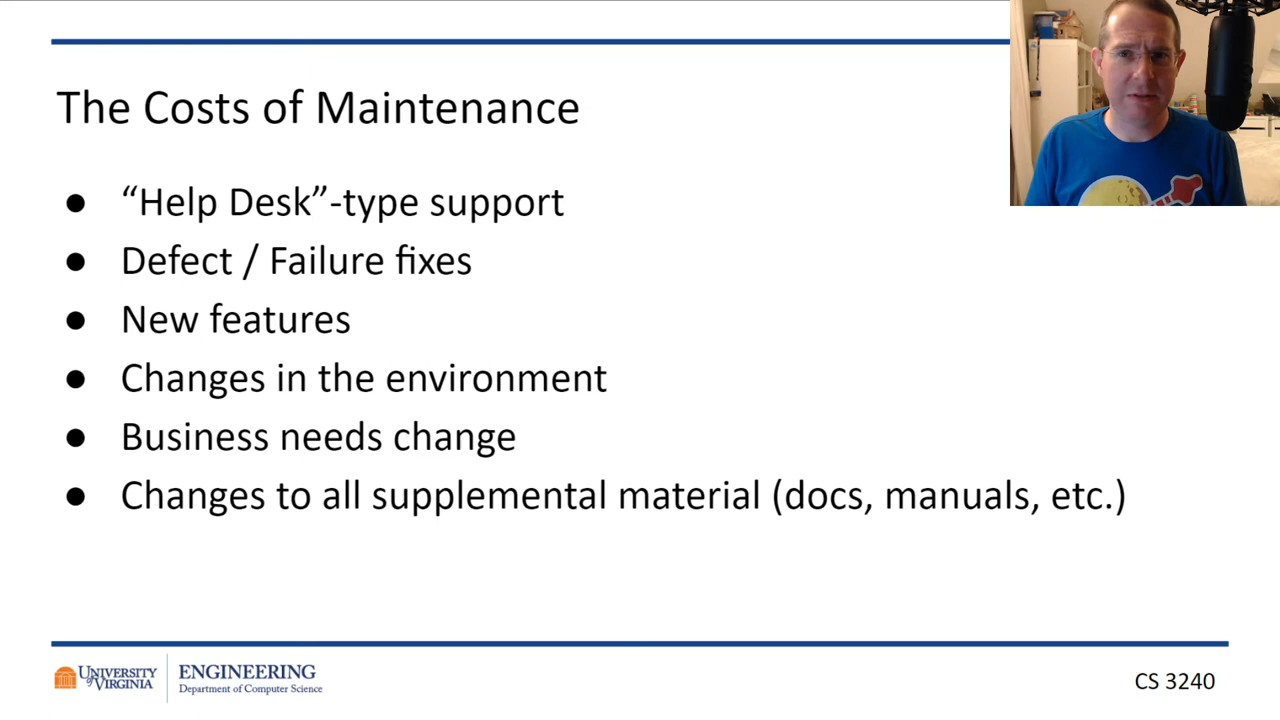 The Costs of Maintenance
● “Help Desk”-type support
● Defect / Failure fixes
● New features
● Changes in the environment
● Business needs change
● Changes to all supplemental material (docs, manuals, etc.)
UNIVERSITY
of VIRGINIA
ENGINEERING
Department of Computer Science
CS 3240